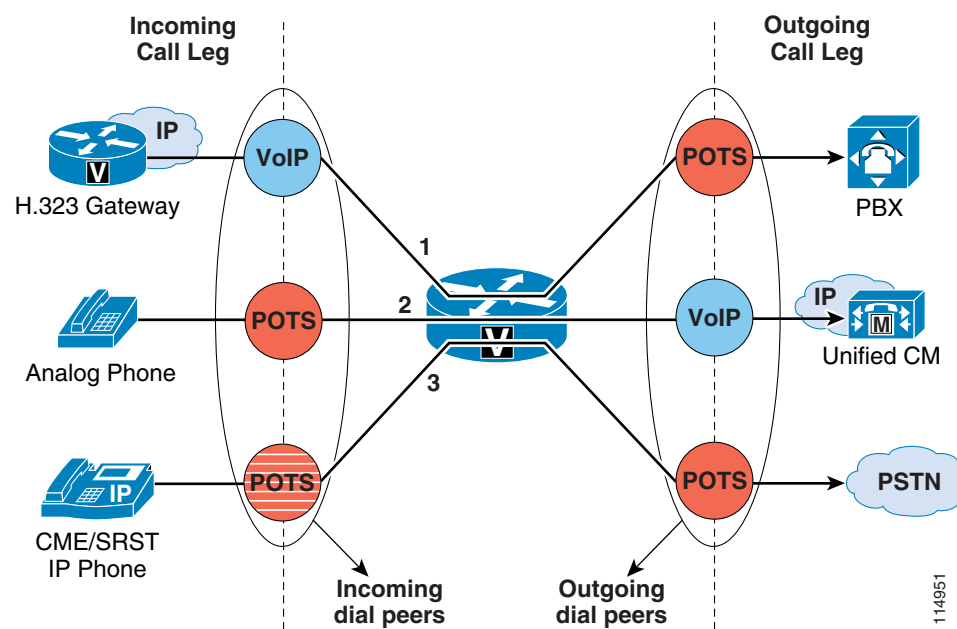 Incoming
Call Leg
Outgoing
Call Leg
IP
V
H.323 Gateway
VoIP
POTS
PBX
1
2
V
3
Analog Phone
POTS
VoIP
IP
M
Unified CM
IP
CME/SRST
IP Phone
POTS
POTS
PSTN
Incoming
dial peers
Outgoing
dial peers
114951